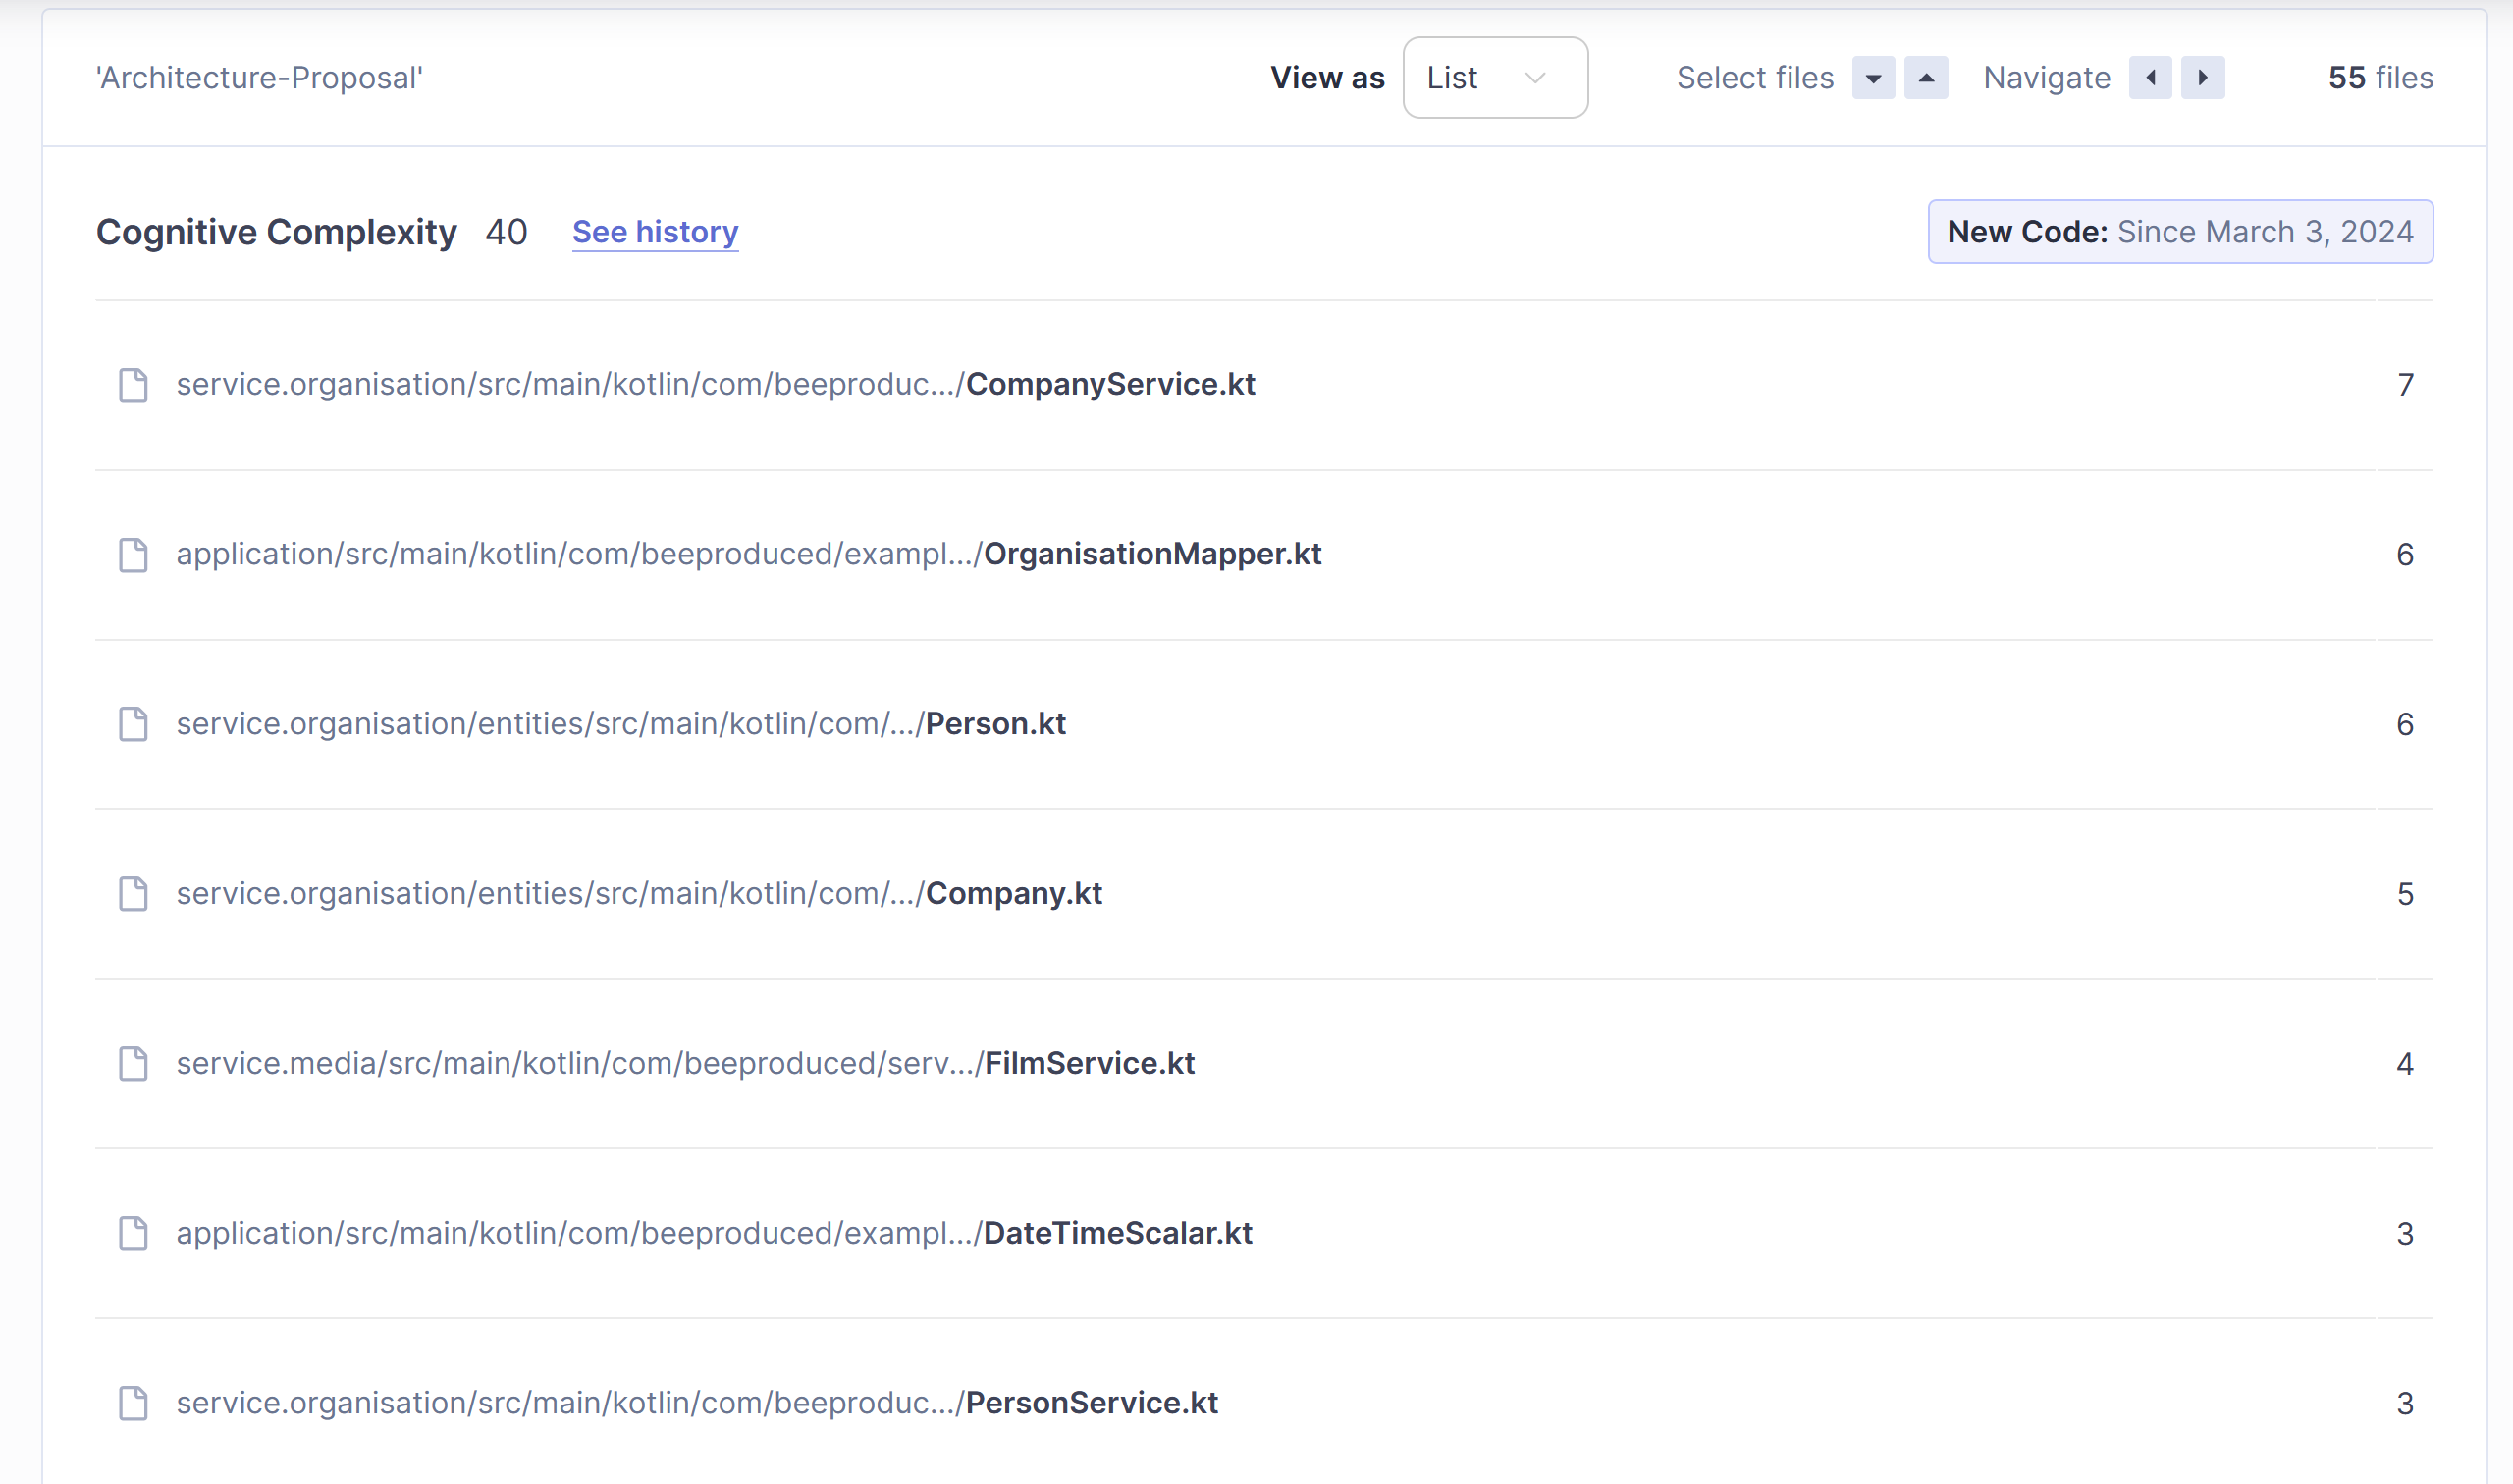 'Architecture-Proposal' View as List Select files Navigate 55 files
Cognitive Complexity 40 See history New Code: Since March 3, 2024
service.organisation/src/main/kotlin/com/beeproduc.../CompanyService.kt 7
application/src/main/kotlin/com/beeproduced/exampl.../OrganisationMapper.kt 6
service.organisation/entities/src/main/kotlin/com/.../Person.kt 6
service.organisation/entities/src/main/kotlin/com/.../Company.kt 5
service.media/src/main/kotlin/com/beeproduced/serv.../FilmService.kt 4
application/src/main/kotlin/com/beeproduced/exampl.../DateTimeScalar.kt 3
service.organisation/src/main/kotlin/com/beeproduc.../PersonService.kt 3